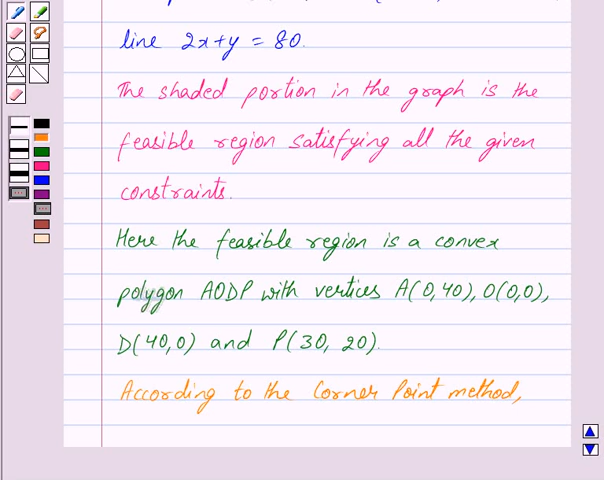 line 2x+y = 80.
The shaded portion in the graph is the
feasible region satisfying all the given
constraints.
Here the feasible region is a convex
polygon AODP with vertices A(0,40), O(0,0),
D(40,0) and P(30, 20).
According to the Corner Point method,